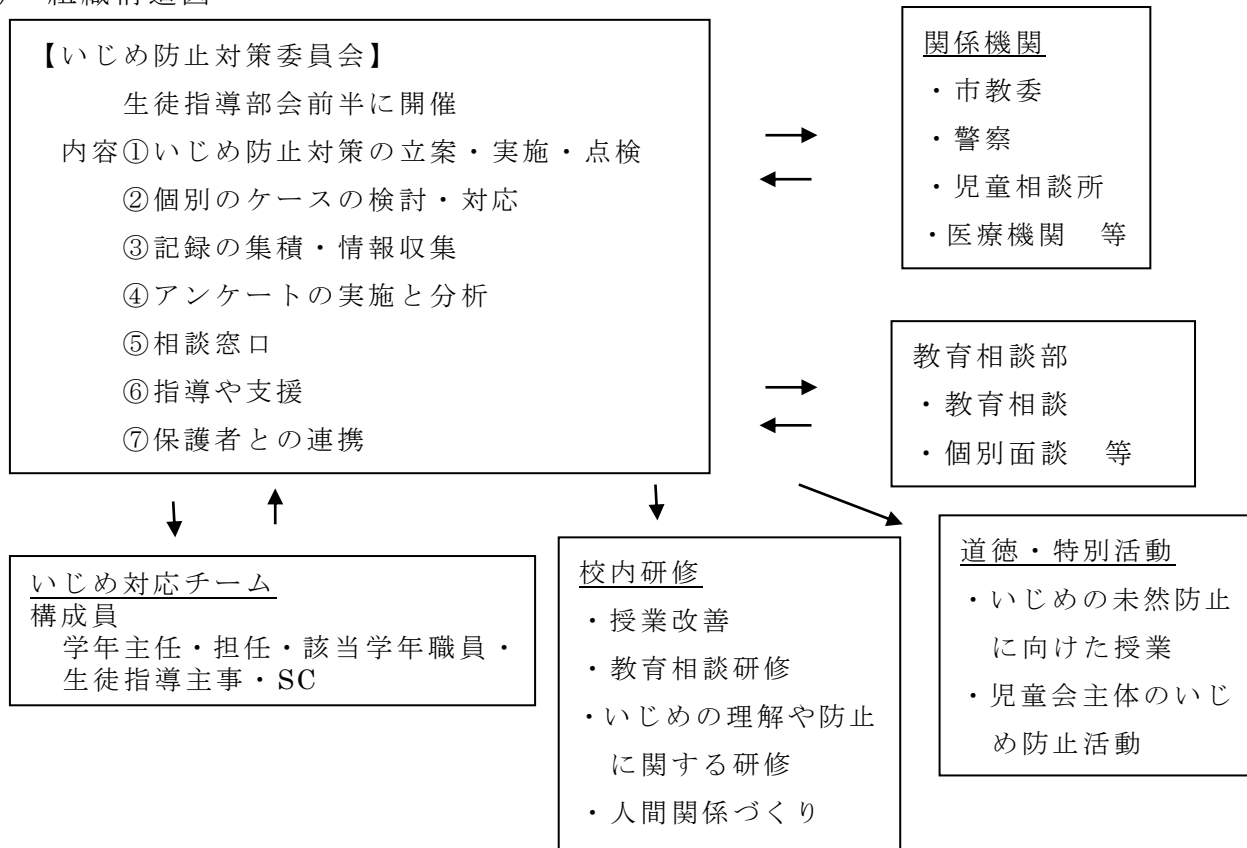 組織構造図
【いじめ防止対策委員会】
生徒指導部会前半に開催
内容①いじめ防止対策の立案・実施・点検
②個別のケースの検討・対応
③記録の集積・情報収集
④アンケートの実施と分析
⑤相談窓口
⑥指導や支援
⑦保護者との連携
関係機関
・市教委
・警察
・児童相談所
・医療機関　等
教育相談部
・教育相談
・個別面談　等
いじめ対応チーム
構成員
学年主任・担任・該当学年職員・
生徒指導主事・SC
校内研修
・授業改善
・教育相談研修
・いじめの理解や防止
に関する研修
・人間関係づくり
道徳・特別活動
・いじめの未然防止
に向けた授業
・児童会主体のいじ
め防止活動